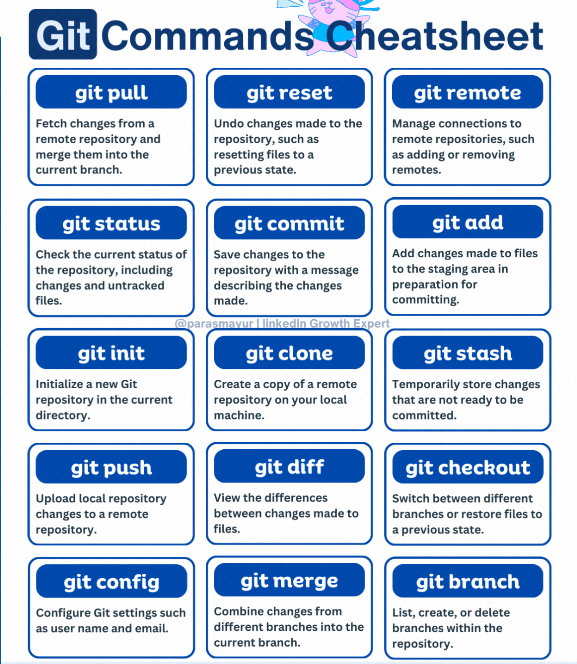 Git Commands Cheatsheet
git pull
Fetch changes from a
remote repository and
merge them into the
current branch.
git reset
Undo changes made to the
repository, such as
resetting files to a
previous state.
git remote
Manage connections to
remote repositories, such
as adding or removing
remotes.
git status
Check the current status of
the repository, including
changes and untracked
files.
git commit
Save changes to the
repository with a message
describing the changes
made.
git add
Add changes made to files
to the staging area in
preparation for
committing.
@parasmayur | linkedIn Growth Expert
git init
Initialize a new Git
repository in the current
directory.
git clone
Create a copy of a remote
repository on your local
machine.
git stash
Temporarily store changes
that are not ready to be
committed.
git push
Upload local repository
changes to a remote
repository.
git diff
View the differences
between changes made to
files.
git checkout
Switch between different
branches or restore files to
a previous state.
git config
Configure Git settings such
as user name and email.
git merge
Combine changes from
different branches into the
current branch.
git branch
List, create, or delete
branches within the
repository.